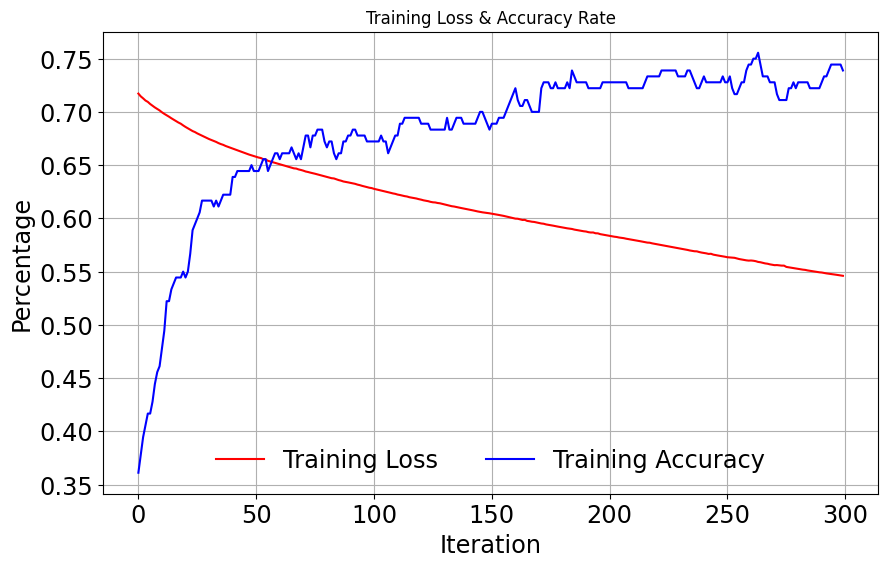 Training Loss & Accuracy Rate
Percentage
0.75
0.70
0.65
0.60
0.55
0.50
0.45
0.40
0.35
Training Loss Training Accuracy
0 50 100 150 200 250 300
Iteration